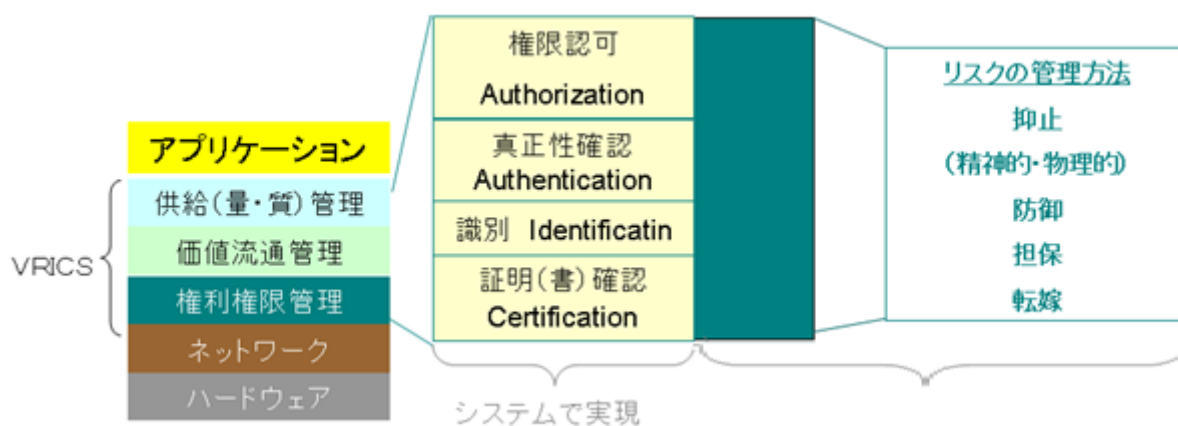 アプリケーション
供給(量・質)管理
価値流通管理
権利権限管理
ネットワーク
ハードウェア
VRICS
権限認可
Authorization
真正性確認
Authentication
識別 Identificatin
証明(書)確認
Certification
システムで実現
リスクの管理方法
抑止
(精神的・物理的)
防御
担保
転嫁